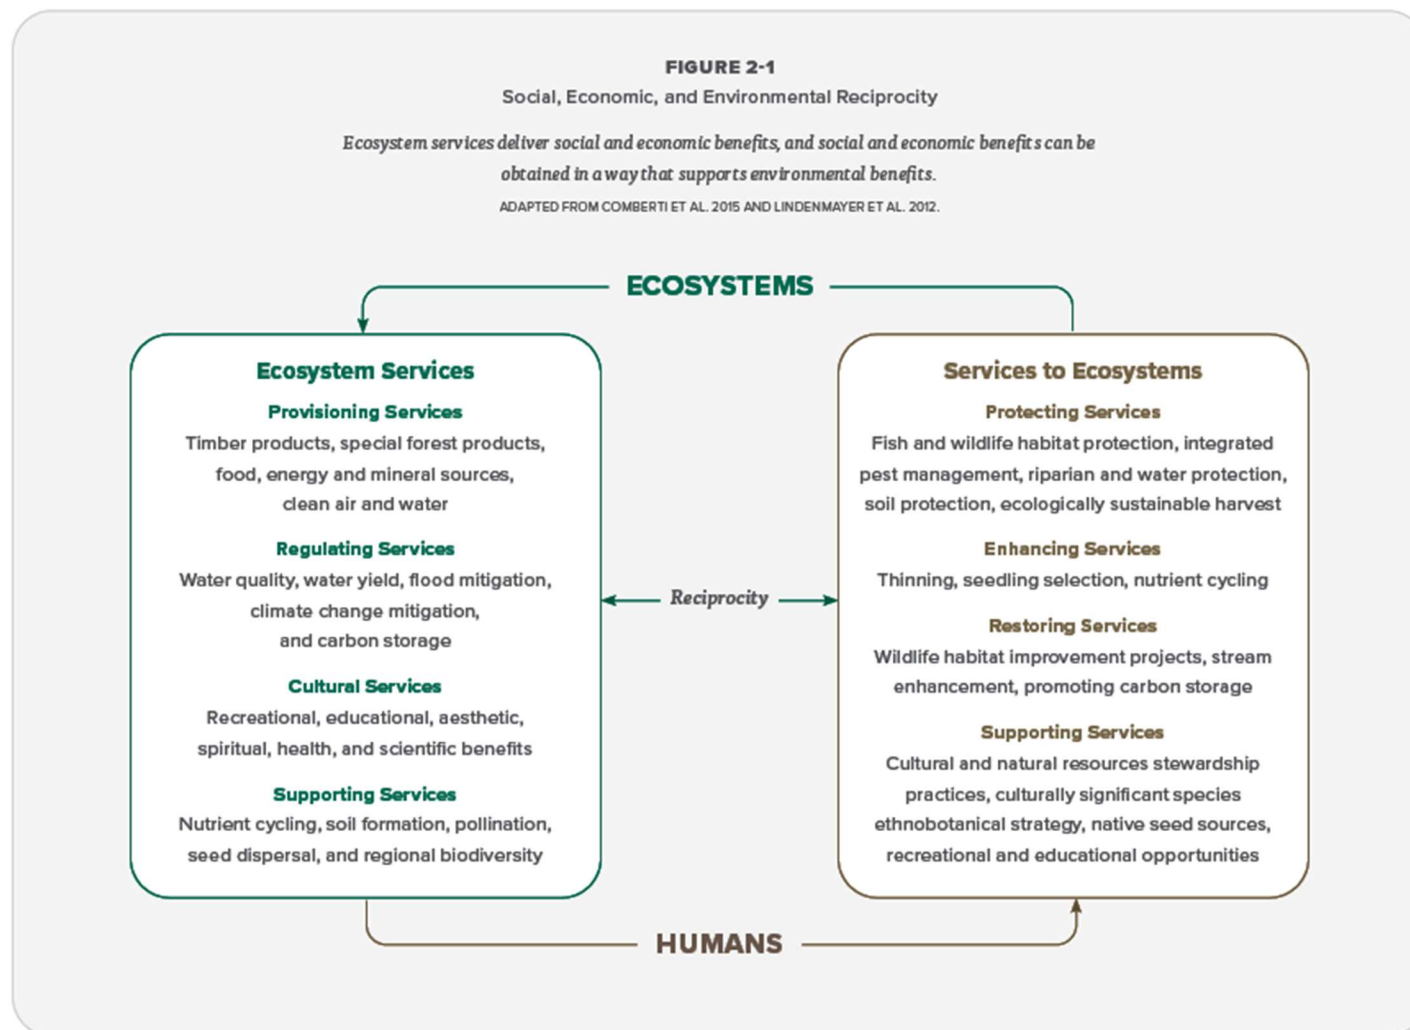 FIGURE 2-1
Social, Economic, and Environmental Reciprocity
Ecosystem services deliver social and economic benefits, and social and economic benefits can be
obtained in a way that supports environmental benefits.
ADAPTED FROM COMBERTI ET AL. 2015 AND LINDENMAYER ET AL. 2012.
ECOSYSTEMS
Ecosystem Services
Provisioning Services
Timber products, special forest products,
food, energy and mineral sources,
clean air and water
Regulating Services
Water quality, water yield, flood mitigation,
climate change mitigation,
and carbon storage
Cultural Services
Recreational, educational, aesthetic,
spiritual, health, and scientific benefits
Supporting Services
Nutrient cycling, soil formation, pollination,
seed dispersal, and regional biodiversity
Reciprocity
Services to Ecosystems
Protecting Services
Fish and wildlife habitat protection, integrated
pest management, riparian and water protection,
soil protection, ecologically sustainable harvest
Enhancing Services
Thinning, seedling selection, nutrient cycling
Restoring Services
Wildlife habitat improvement projects, stream
enhancement, promoting carbon storage
Supporting Services
Cultural and natural resources stewardship
practices, culturally significant species
ethnobotanical strategy, native seed sources,
recreational and educational opportunities
HUMANS